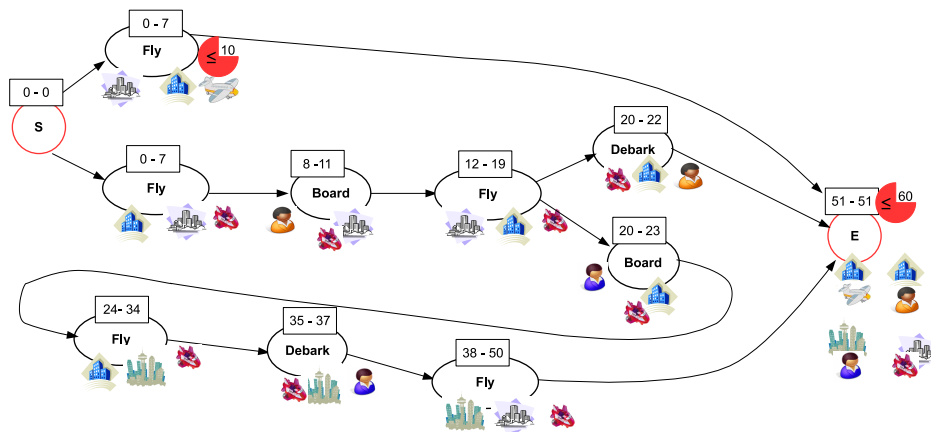 0 - 7
Fly
≤ 10
0 - 0
S
20 - 22
Debark
0 - 7
Fly
8 - 11
Board
12 - 19
Fly
51 - 51
≤ 60
E
20 - 23
Board
24 - 34
Fly
35 - 37
Debark
38 - 50
Fly
-